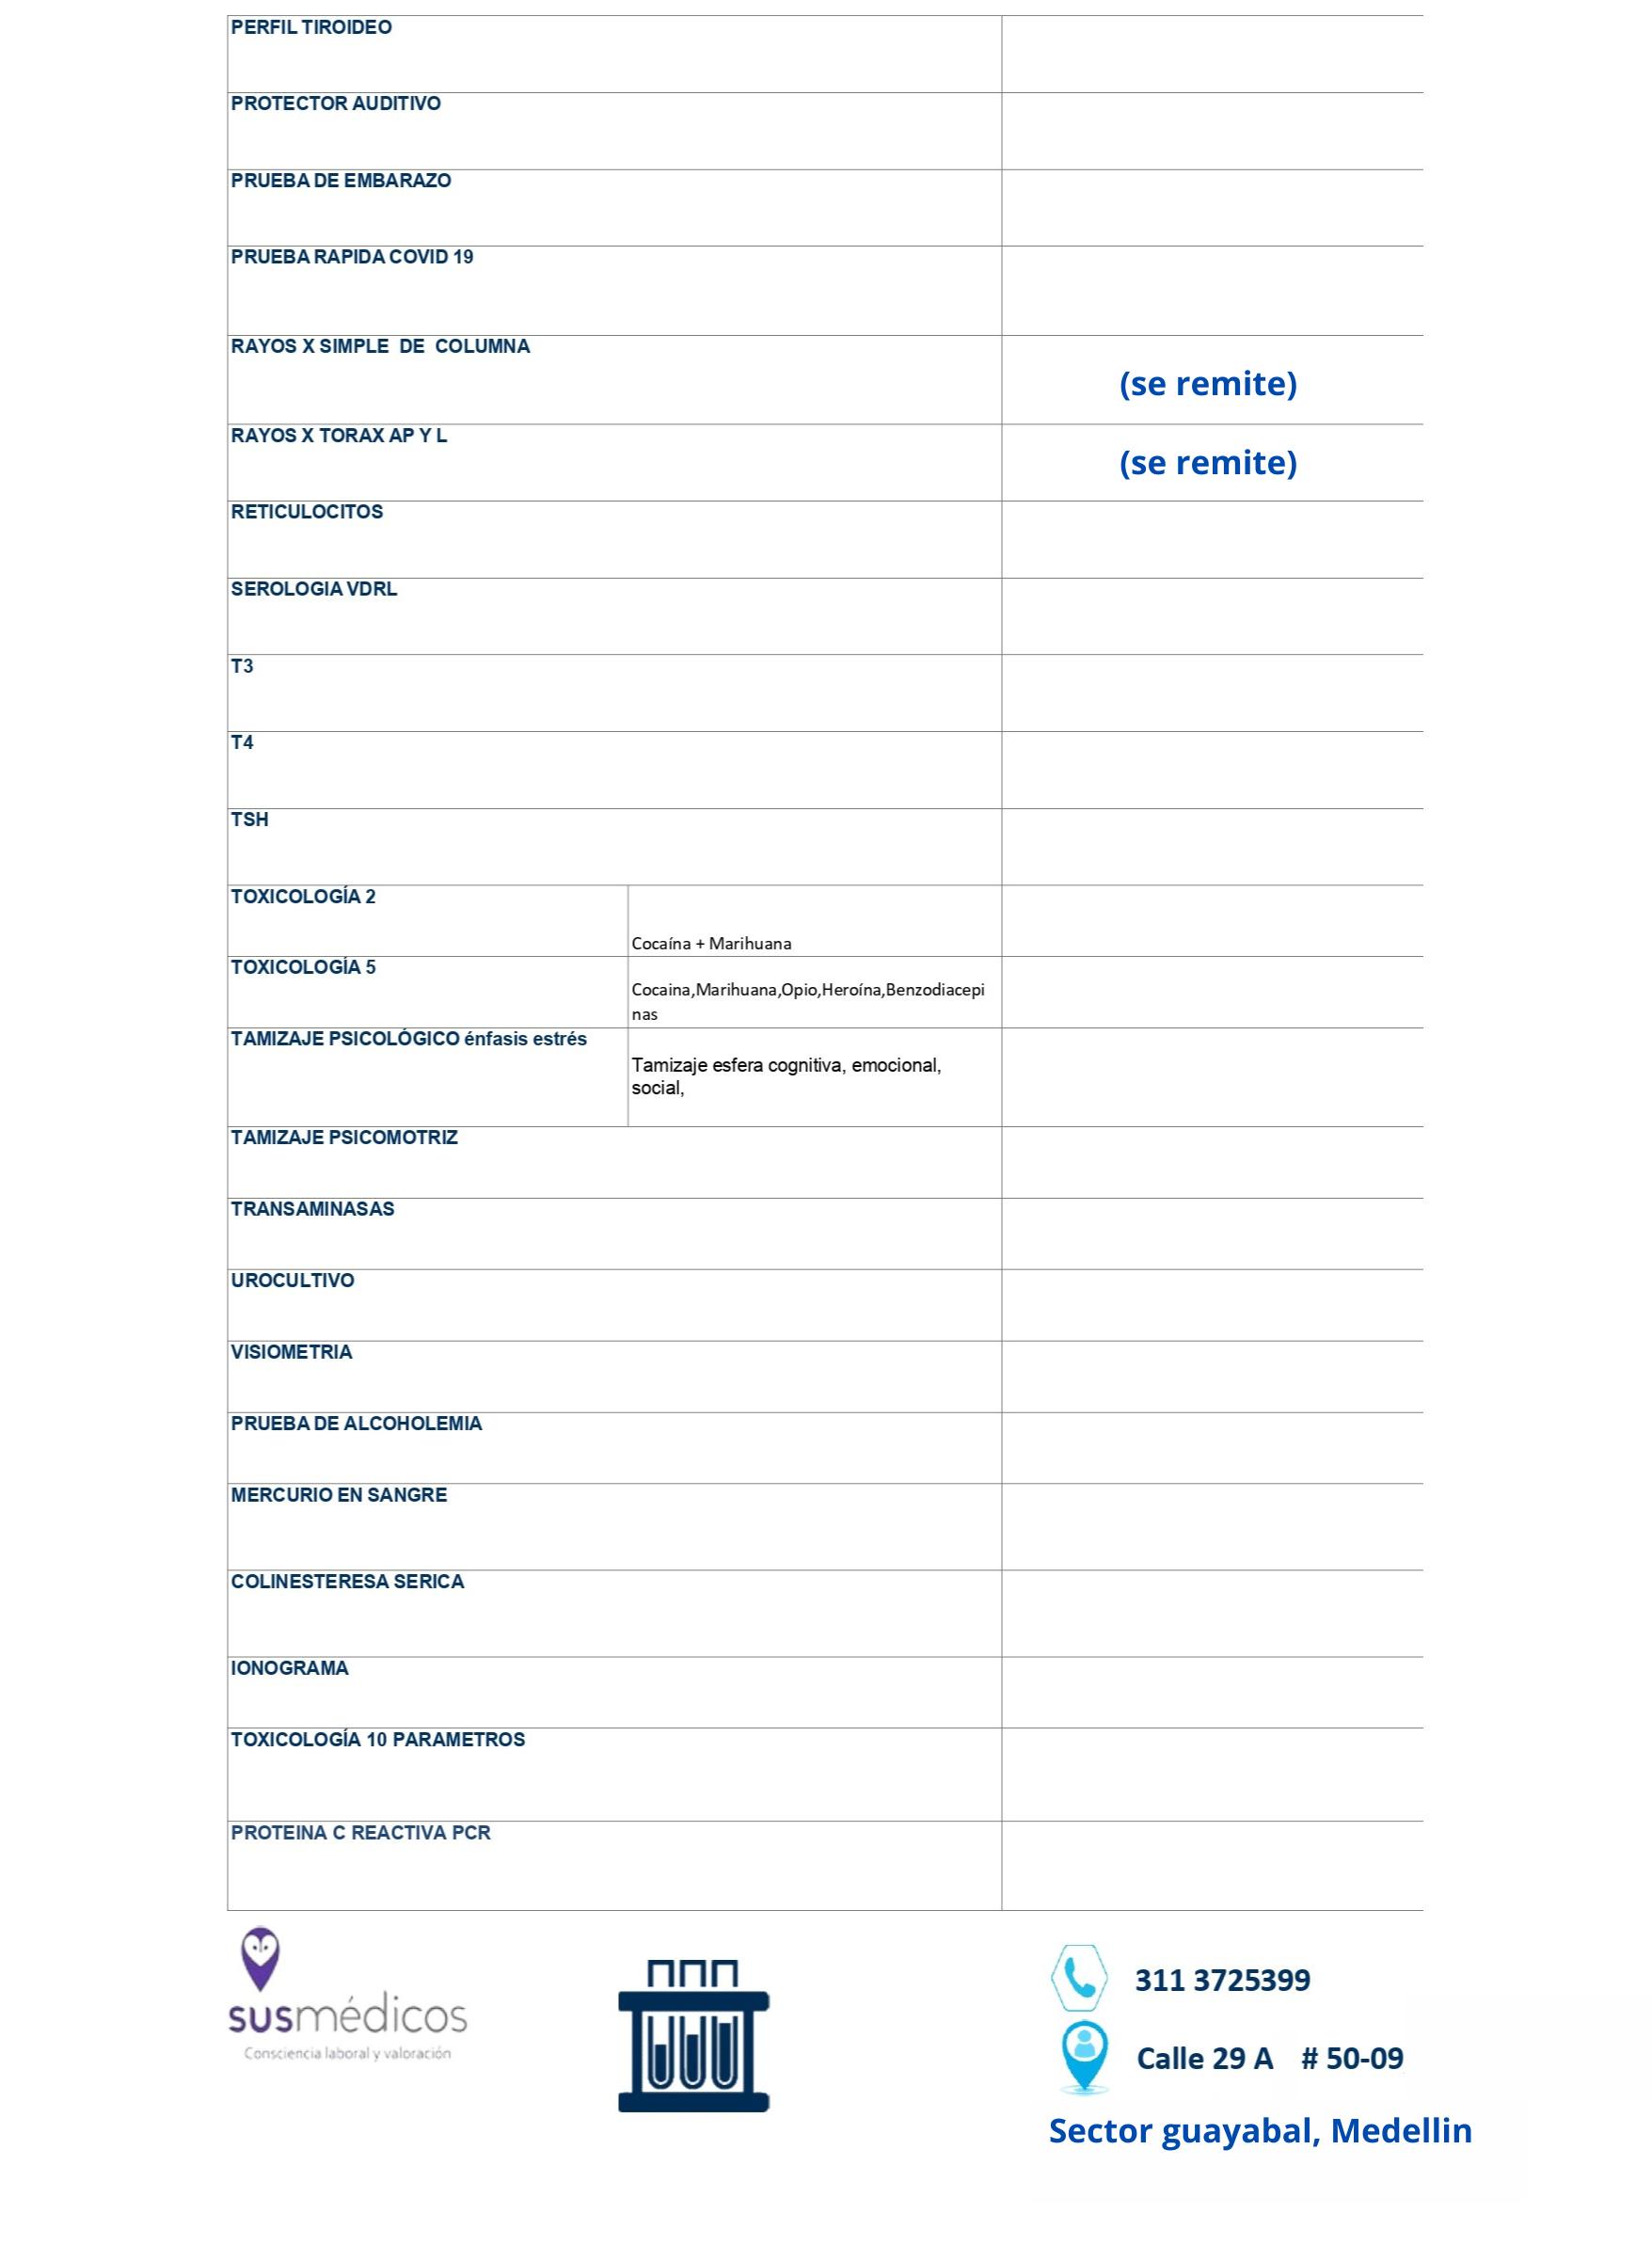 PERFIL TIROIDEO
PROTECTOR AUDITIVO
PRUEBA DE EMBARAZO
PRUEBA RAPIDA COVID 19
RAYOS X SIMPLE DE COLUMNA
(se remite)
RAYOS X TORAX AP Y L
(se remite)
RETICULOCITOS
SEROLOGIA VDRL
T3
T4
TSH
TOXICOLOGÍA 2
Cocaína + Marihuana
TOXICOLOGÍA 5
Cocaina,Marihuana,Opio,Heroína,Benzodiacepi
nas
TAMIZAJE PSICOLÓGICO énfasis estrés
Tamizaje esfera cognitiva, emocional,
social,
TAMIZAJE PSICOMOTRIZ
TRANSAMINASAS
UROCULTIVO
VISIOMETRIA
PRUEBA DE ALCOHOLEMIA
MERCURIO EN SANGRE
COLINESTERESA SERICA
IONOGRAMA
TOXICOLOGÍA 10 PARAMETROS
PROTEINA C REACTIVA PCR
susmédicos
Consciencia laboral y valoración
311 3725399
Calle 29 A # 50-09
Sector guayabal, Medellin